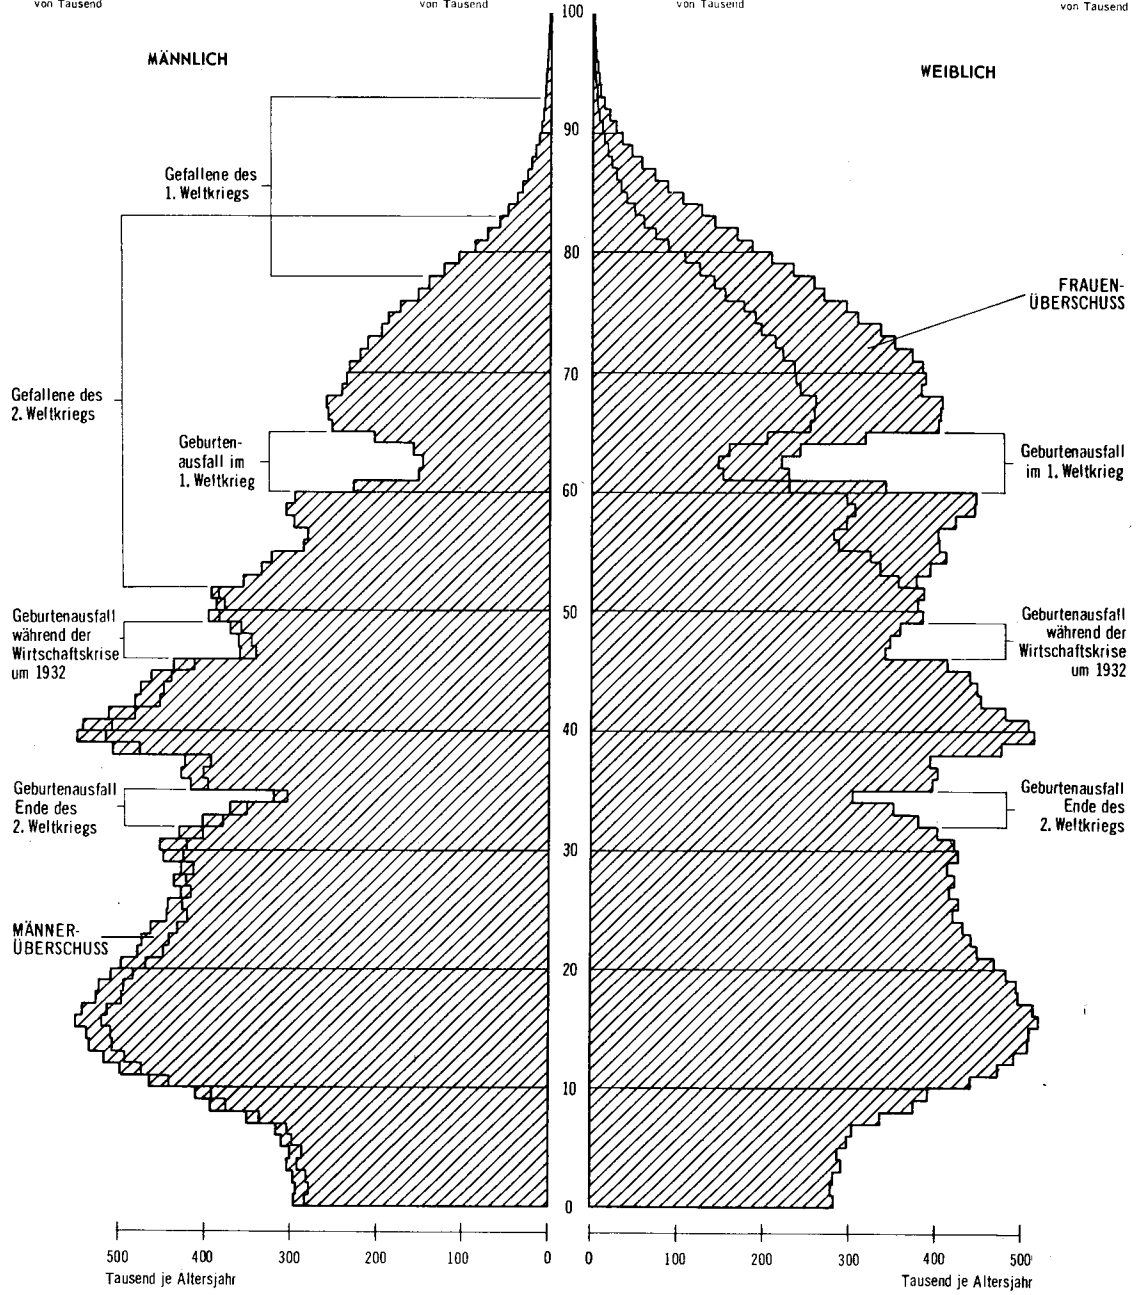 von Tausend
von Tausend
von Tausend
von Tausend
100
MÄNNLICH
WEIBLICH
90
Gefallene des
1. Weltkriegs
80
FRAUEN-
ÜBERSCHUSS
70
Gefallene des
2. Weltkriegs
Geburten-
ausfall im
1. Weltkrieg
Geburtenausfall
im 1. Weltkrieg
60
50
Geburtenausfall
während der
Wirtschaftskrise
um 1932
Geburtenausfall
während der
Wirtschaftskrise
um 1932
40
Geburtenausfall
Ende des
2. Weltkriegs
Geburtenausfall
Ende des
2. Weltkriegs
30
MÄNNER-
ÜBERSCHUSS
20
10
0
500 400 300 200 100 0
0 100 200 300 400 500
Tausend je Altersjahr
Tausend je Altersjahr